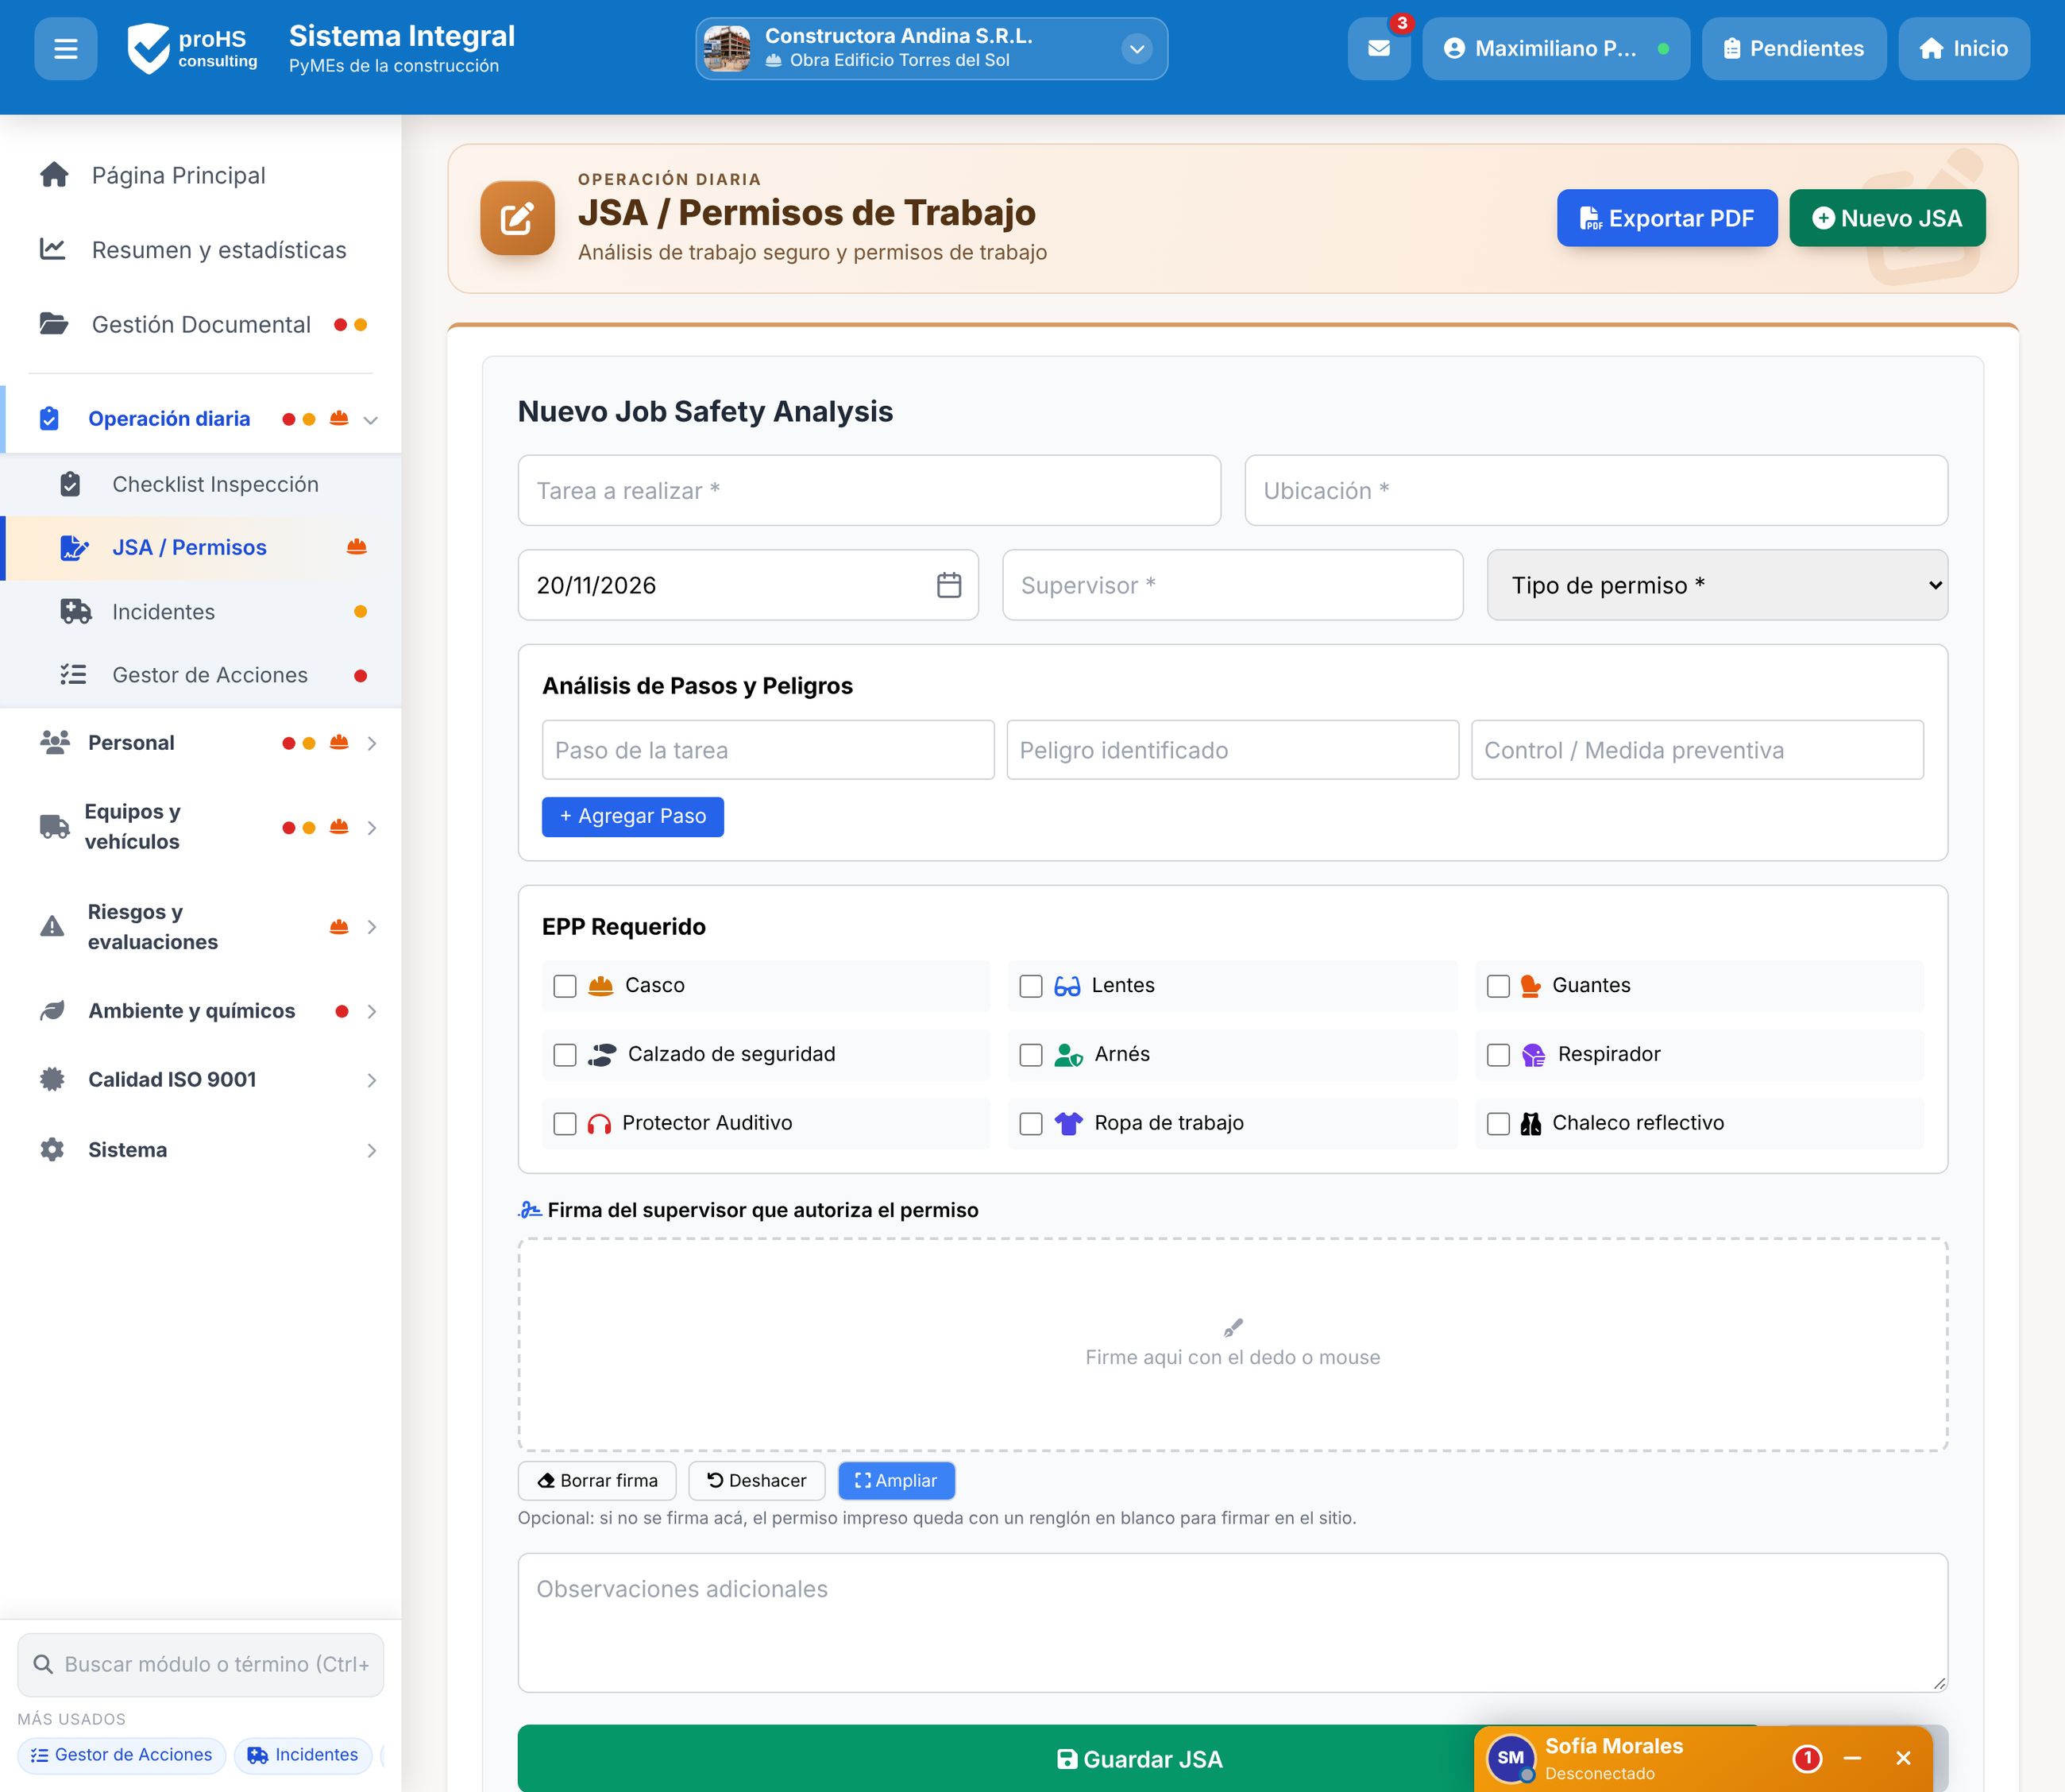 proHS
consulting
Sistema Integral
PyMEs de la construcción
Constructora Andina S.R.L.
Obra Edificio Torres del Sol
3
Maximiliano P...
Pendientes
Inicio
Página Principal
Resumen y estadísticas
Gestión Documental
Operación diaria
Checklist Inspección
JSA / Permisos
Incidentes
Gestor de Acciones
Personal
Equipos y
vehículos
Riesgos y
evaluaciones
Ambiente y químicos
Calidad ISO 9001
Sistema
Buscar módulo o término (Ctrl+
MÁS USADOS
Gestor de Acciones
Incidentes
OPERACIÓN DIARIA
JSA / Permisos de Trabajo
Análisis de trabajo seguro y permisos de trabajo
PDF Exportar PDF
Nuevo JSA
Nuevo Job Safety Analysis
Tarea a realizar *
Ubicación *
20/11/2026
Supervisor *
Tipo de permiso *
Análisis de Pasos y Peligros
Paso de la tarea
Peligro identificado
Control / Medida preventiva
+ Agregar Paso
EPP Requerido
Casco
Lentes
Guantes
Calzado de seguridad
Arnés
Respirador
Protector Auditivo
Ropa de trabajo
Chaleco reflectivo
Firma del supervisor que autoriza el permiso
Firme aqui con el dedo o mouse
Borrar firma
Deshacer
Ampliar
Opcional: si no se firma acá, el permiso impreso queda con un renglón en blanco para firmar en el sitio.
Observaciones adicionales
Guardar JSA
SM
Sofía Morales
Desconectado
1